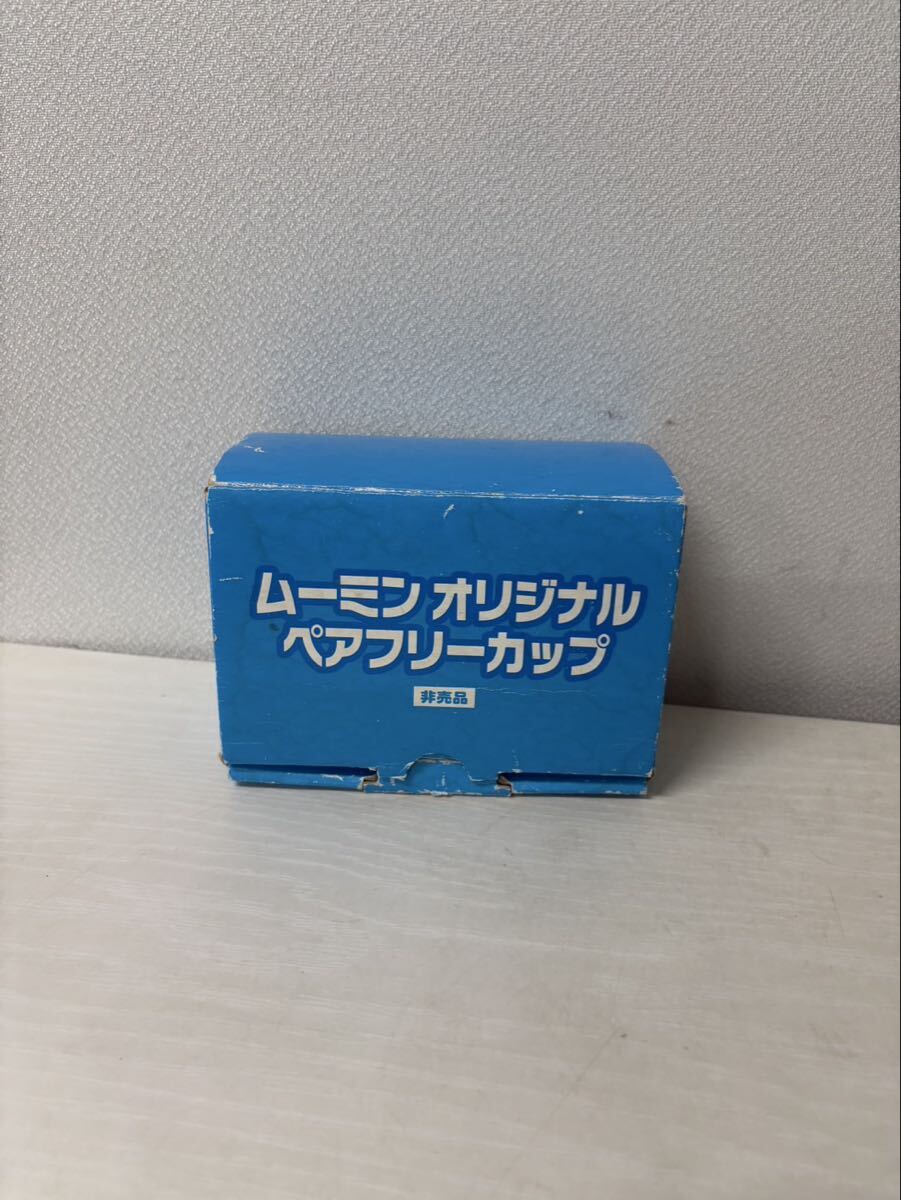 ムーミン オリジナル
ペアフリーカップ
非売品